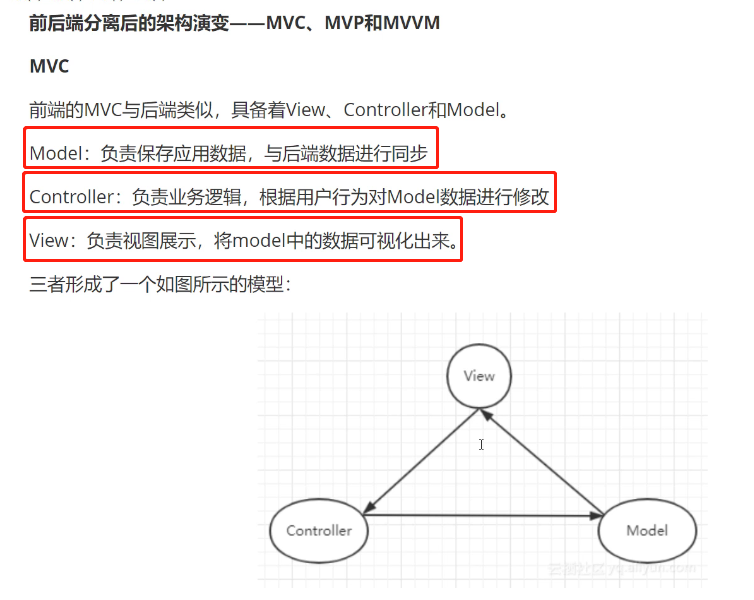 前后端分离后的架构演变——MVC、MVP和MVVM
MVC
前端的MVC与后端类似，具备着View、Controller和Model。
Model：负责保存应用数据，与后端数据进行同步
Controller：负责业务逻辑，根据用户行为对Model数据进行修改
View：负责视图展示，将model中的数据可视化出来。
三者形成了一个如图所示的模型：
View
Controller
Model